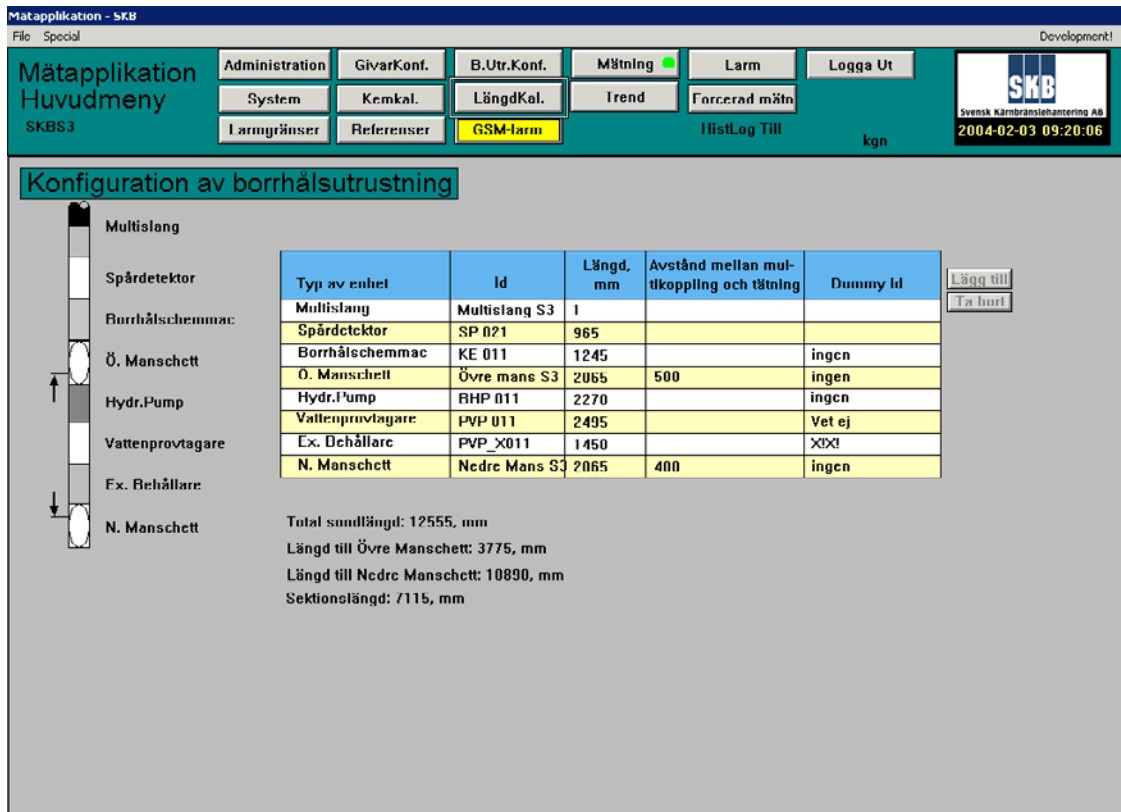 Mätapplikation - SKB
File Special Development!
Mätapplikation
Huvudmeny
SKBS3
Administration GivarKonf. B.Utr.Konf. Mätning Larm Logga Ut
System Kemkal. LängdKal. Trend Forcerad mätn
Larmgränser Referenser GSM-larm HistLog Till kgn
SKB
Svensk Kärnbränslehantering AB
2004-02-03 09:20:06
Konfiguration av borrhålsutrustning
Multislang
Spårdetektor
Borrhålschemmac
Ö. Manschett
Hydr.Pump
Vattenprovtagare
Ex. Behållare
N. Manschett
Typ av enhet Id Längd, mm Avstånd mellan mul-tikoppling och tätning Dummy Id
Multislang Multislang S3 1
Spårdetektor SP 021 965
Borrhålschemmac KE 011 1245 ingen
Ö. Manschett Övre mans S3 2065 500 ingen
Hydr.Pump BHP 011 2270 ingen
Vattenprovtagare PVP 011 2495 Vet ej
Ex. Behållare PVP_X011 1450 X!X!
N. Manschett Nedre Mans S3 2065 400 ingen
Lägg till
Ta bort
Total sondlängd: 12555, mm
Längd till Övre Manschett: 3775, mm
Längd till Nedre Manschett: 10890, mm
Sektionslängd: 7115, mm